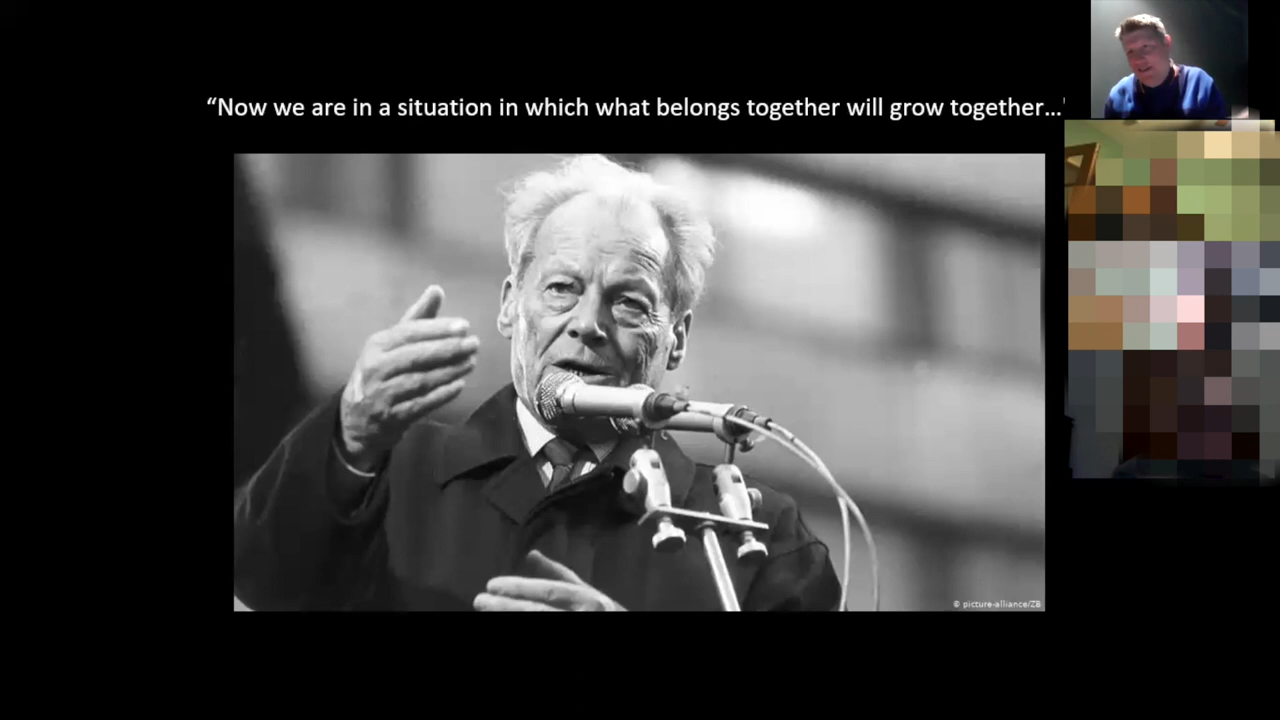 “Now we are in a situation in which what belongs together will grow together…"
© picture-alliance/ZB